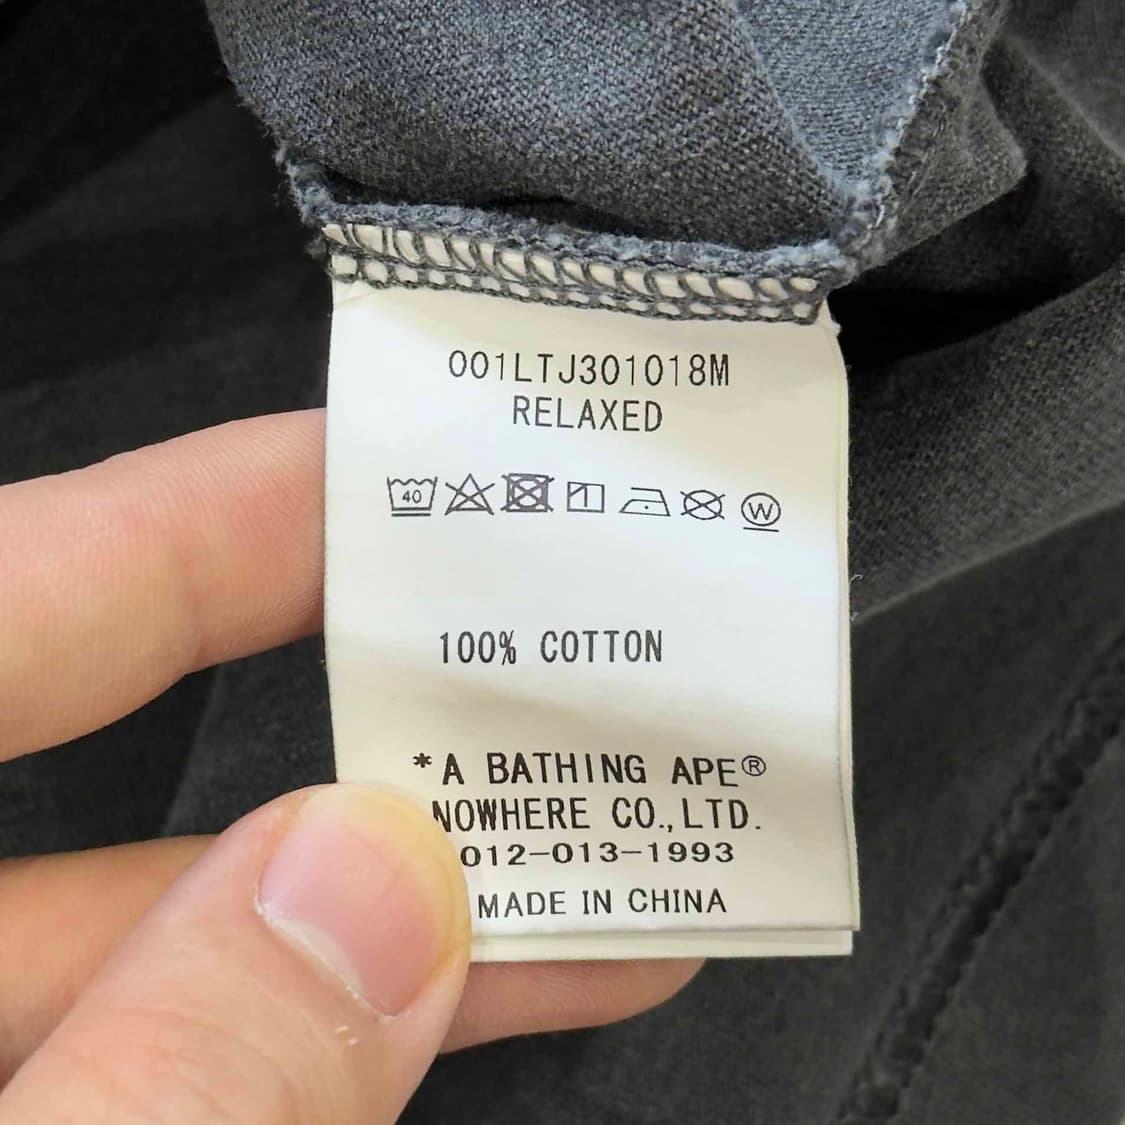 001LTJ301018M
RELAXED
40 W
100% COTTON
*A BATHING APE®
NOWHERE CO.,LTD.
012-013-1993
MADE IN CHINA